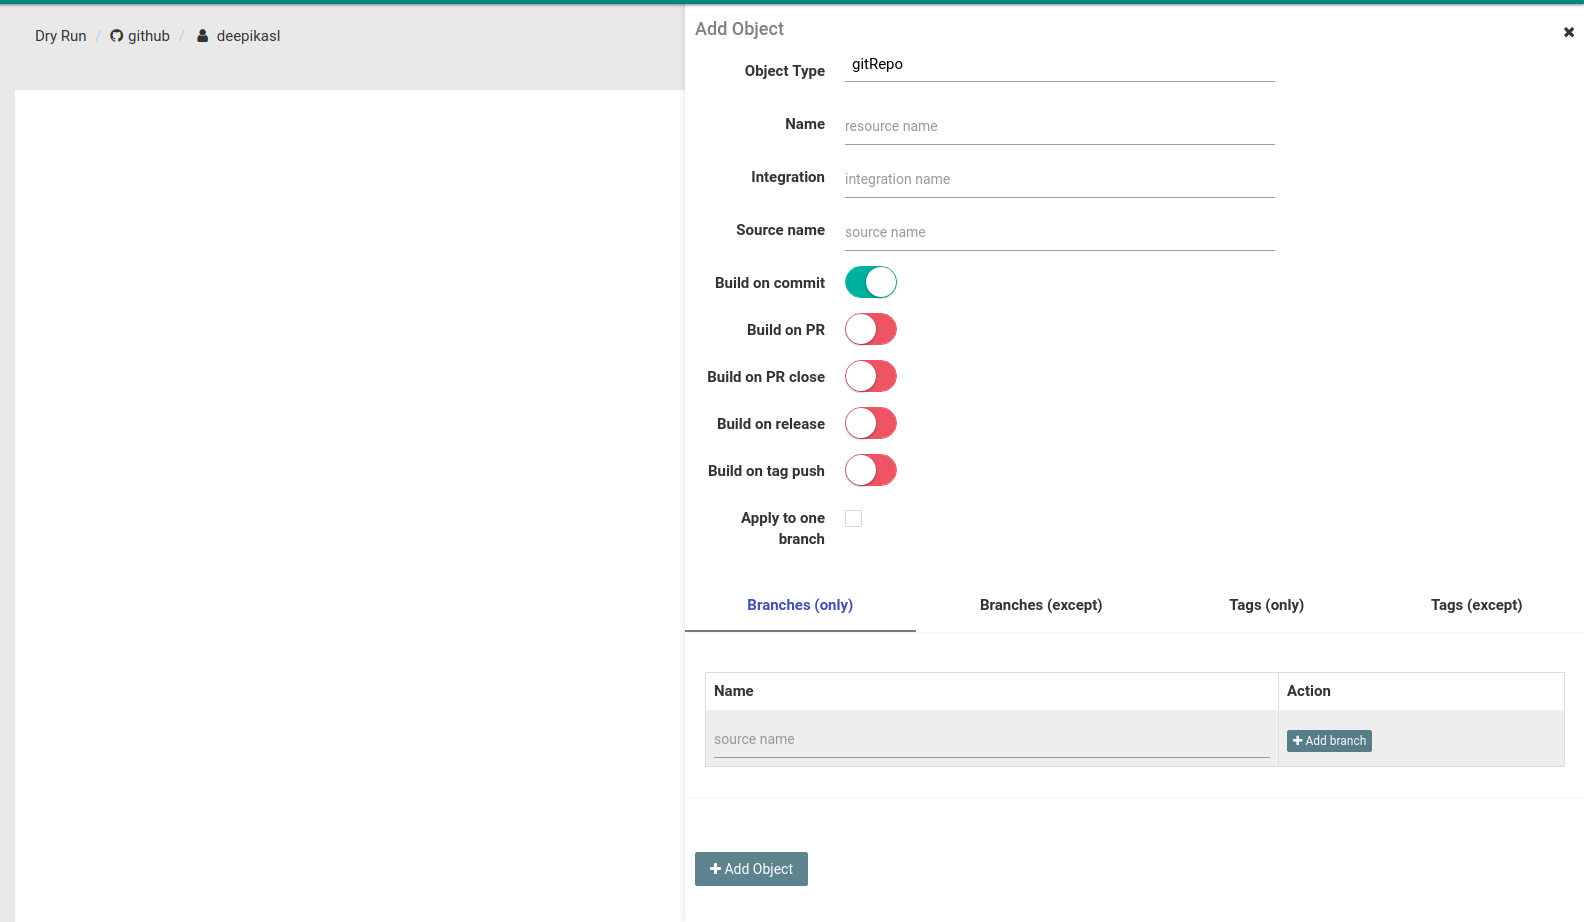 Dry Run / github / deepikasl
Add Object
Object Type gitRepo
Name resource name
Integration integration name
Source name source name
Build on commit
Build on PR
Build on PR close
Build on release
Build on tag push
Apply to one
branch
Branches (only) Branches (except) Tags (only) Tags (except)
Name Action
source name Add branch
Add Object